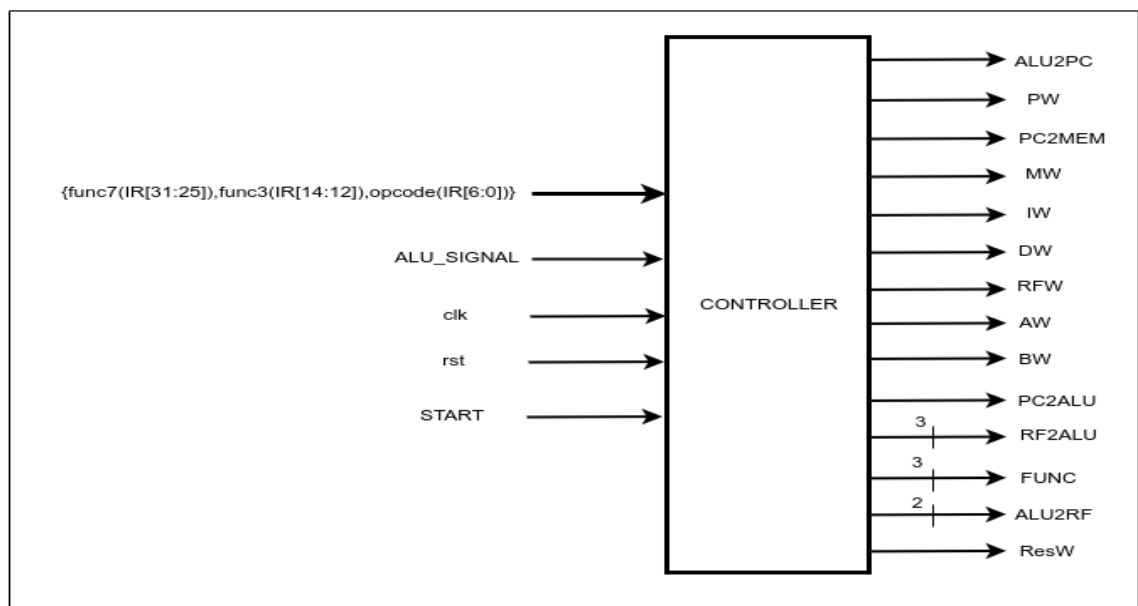 {func7(IR[31:25]),func3(IR[14:12]),opcode(IR[6:0])}
ALU_SIGNAL
clk
rst
START
CONTROLLER
ALU2PC
PW
PC2MEM
MW
IW
DW
RFW
AW
BW
PC2ALU
3
RF2ALU
3
FUNC
2
ALU2RF
ResW